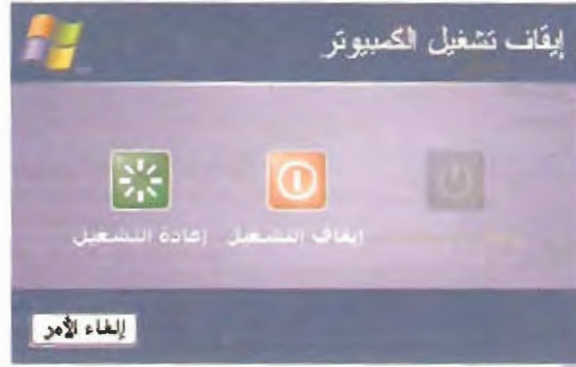 إيقاف تشغيل الكمبيوتر
إيقاف التشغيل إعادة التشغيل
إلغاء الأمر